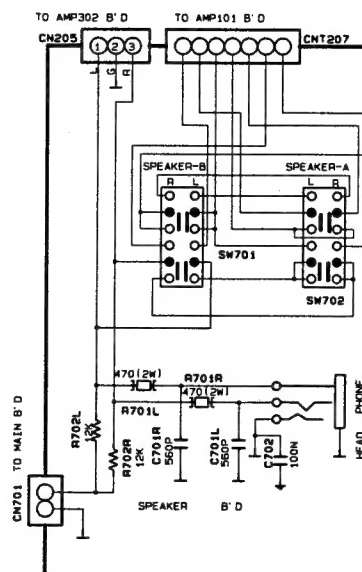 TO AMP302 B'D
TO AMP101 B'D
CN205
CNT207
1 2 3
L G R
SPEAKER-B
SPEAKER-A
R L
L R
SW701
SW702
470(2W)
R701R
470(2W)
R701L
R702L
12K
R702R
12K
C701R
560P
C701L
560P
C702
100N
HEAD PHONE
TO MAIN B'D
CN701
SPEAKER B'D